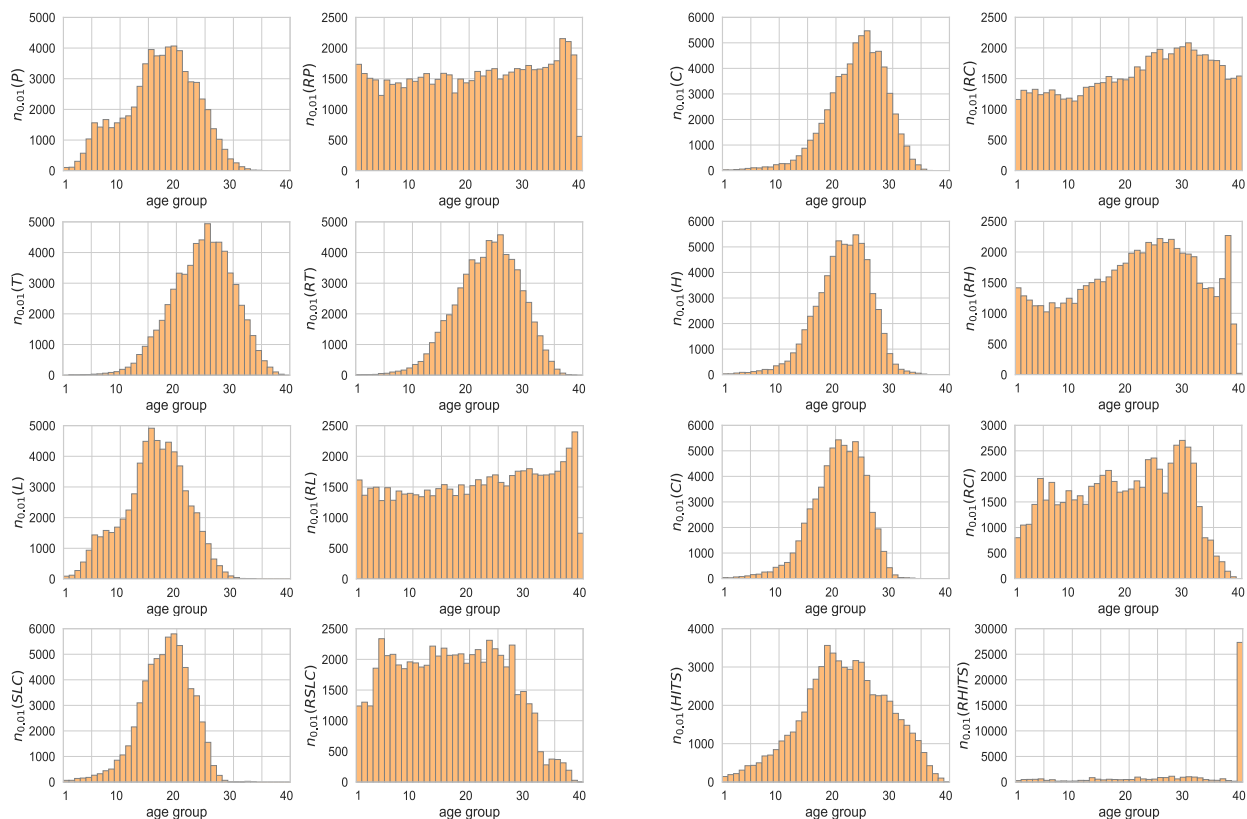 5000
4000
3000
2000
1000
0
n0.01(P)
1 10 20 30 40
age group
2500
2000
1500
1000
500
0
n0.01(RP)
1 10 20 30 40
age group
6000
5000
4000
3000
2000
1000
0
n0.01(C)
1 10 20 30 40
age group
2500
2000
1500
1000
500
0
n0.01(RC)
1 10 20 30 40
age group
5000
4000
3000
2000
1000
0
n0.01(T)
1 10 20 30 40
age group
5000
4000
3000
2000
1000
0
n0.01(RT)
1 10 20 30 40
age group
6000
5000
4000
3000
2000
1000
0
n0.01(H)
1 10 20 30 40
age group
2500
2000
1500
1000
500
0
n0.01(RH)
1 10 20 30 40
age group
5000
4000
3000
2000
1000
0
n0.01(L)
1 10 20 30 40
age group
2500
2000
1500
1000
500
0
n0.01(RL)
1 10 20 30 40
age group
6000
5000
4000
3000
2000
1000
0
n0.01(CI)
1 10 20 30 40
age group
3000
2500
2000
1500
1000
500
0
n0.01(RCI)
1 10 20 30 40
age group
6000
5000
4000
3000
2000
1000
0
n0.01(SLC)
1 10 20 30 40
age group
2500
2000
1500
1000
500
0
n0.01(RSLC)
1 10 20 30 40
age group
4000
3000
2000
1000
0
n0.01(HITS)
1 10 20 30 40
age group
30000
25000
20000
15000
10000
5000
0
n0.01(RHITS)
1 10 20 30 40
age group